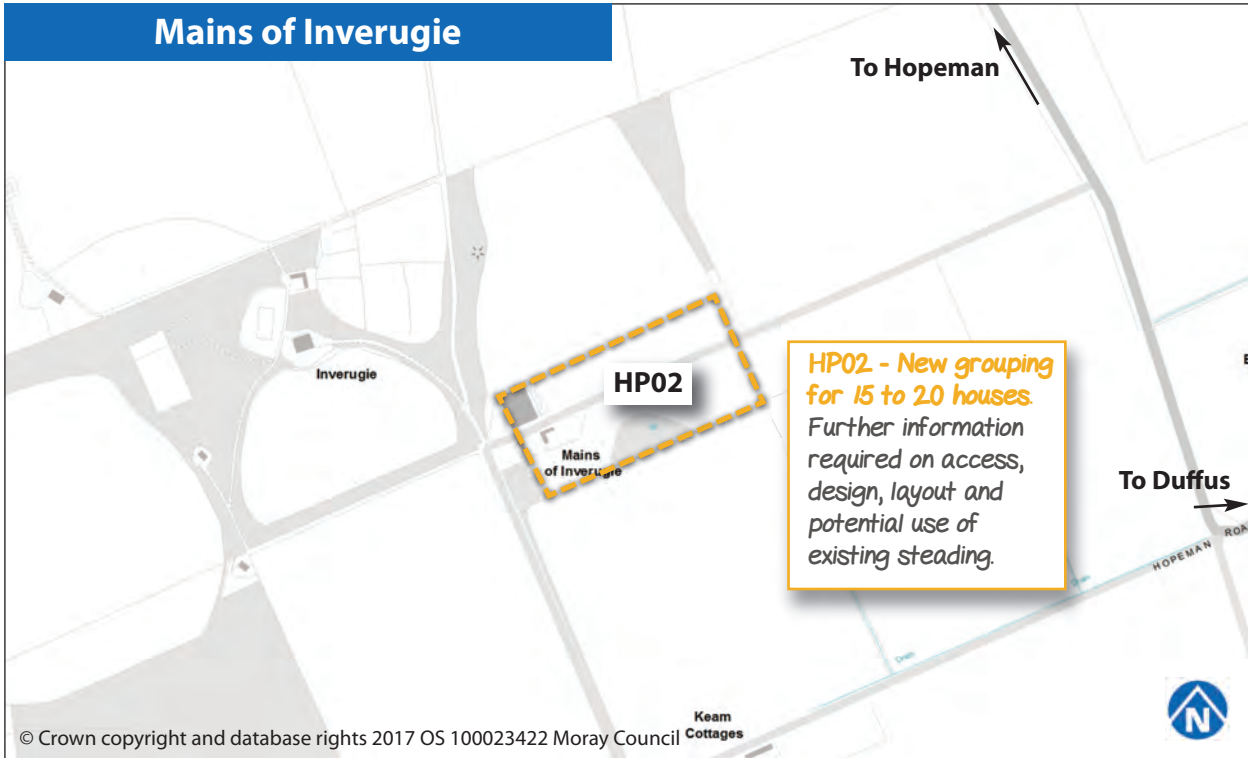 Mains of Inverugie
To Hopeman
Inverugie
HP02
Mains
of Inverugie
HP02 - New grouping
for 15 to 20 houses.
Further information
required on access,
design, layout and
potential use of
existing steading.
To Duffus
HOPEMAN
Drain
Drain
Keam
Cottages
N
© Crown copyright and database rights 2017 OS 100023422 Moray Council